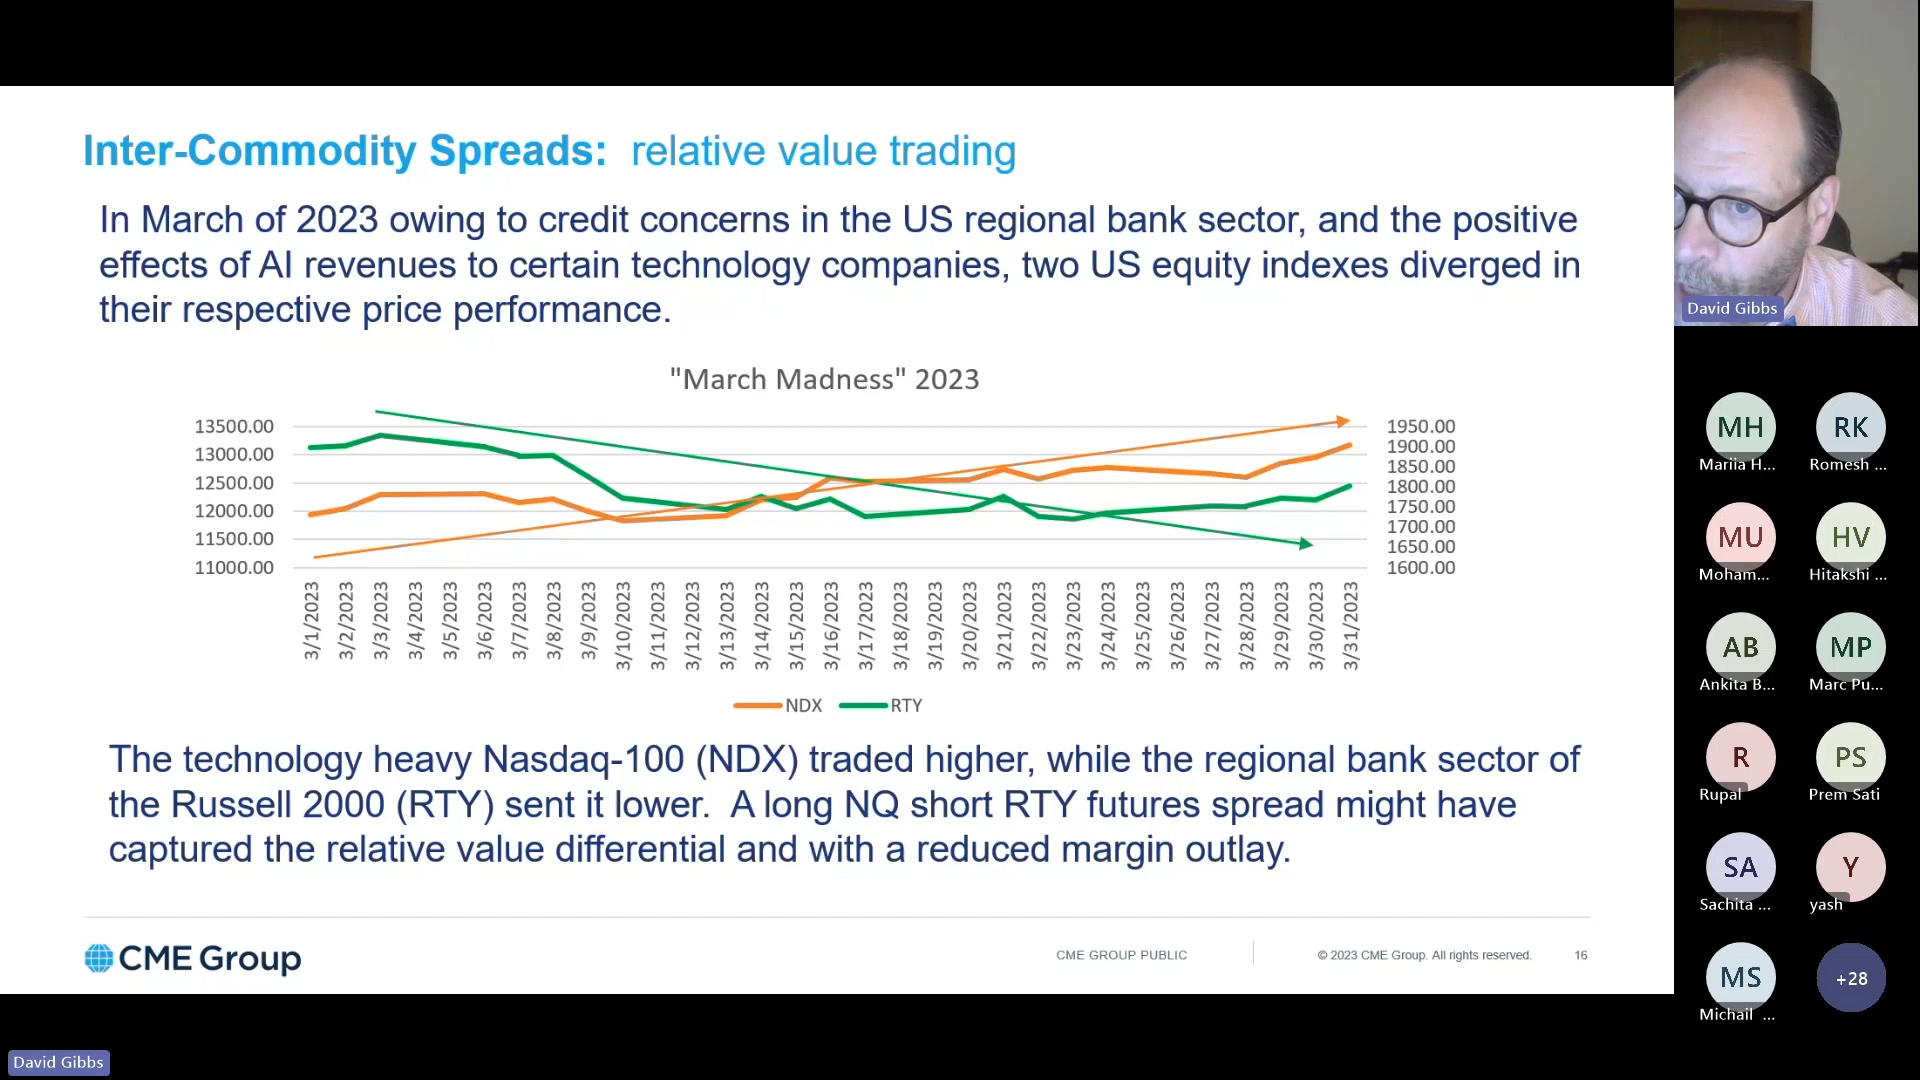 Inter-Commodity Spreads: relative value trading
In March of 2023 owing to credit concerns in the US regional bank sector, and the positive
effects of AI revenues to certain technology companies, two US equity indexes diverged in
their respective price performance.
"March Madness" 2023
13500.00
13000.00
12500.00
12000.00
11500.00
11000.00
1950.00
1900.00
1850.00
1800.00
1750.00
1700.00
1650.00
1600.00
3/1/2023
3/2/2023
3/3/2023
3/4/2023
3/5/2023
3/6/2023
3/7/2023
3/8/2023
3/9/2023
3/10/2023
3/11/2023
3/12/2023
3/13/2023
3/14/2023
3/15/2023
3/16/2023
3/17/2023
3/18/2023
3/19/2023
3/20/2023
3/21/2023
3/22/2023
3/23/2023
3/24/2023
3/25/2023
3/26/2023
3/27/2023
3/28/2023
3/29/2023
3/30/2023
3/31/2023
NDX RTY
The technology heavy Nasdaq-100 (NDX) traded higher, while the regional bank sector of
the Russell 2000 (RTY) sent it lower. A long NQ short RTY futures spread might have
captured the relative value differential and with a reduced margin outlay.
CME Group
CME GROUP PUBLIC
© 2023 CME Group. All rights reserved.
16
David Gibbs
David Gibbs
MH
Mariia H...
RK
Romesh ...
MU
Moham...
HV
Hitakshi ...
AB
Ankita B...
MP
Marc Pu...
R
Rupal
PS
Prem Sati
SA
Sachita ...
Y
yash
MS
Michail ...
+28